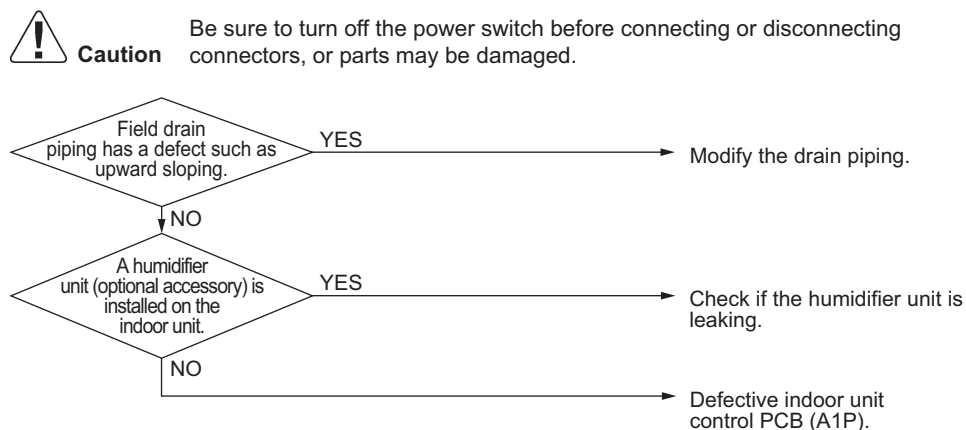 Be sure to turn off the power switch before connecting or disconnecting
Caution connectors, or parts may be damaged.
Field drain
piping has a defect such as
upward sloping.
YES
Modify the drain piping.
NO
A humidifier
unit (optional accessory) is
installed on the
indoor unit.
YES
Check if the humidifier unit is
leaking.
NO
Defective indoor unit
control PCB (A1P).